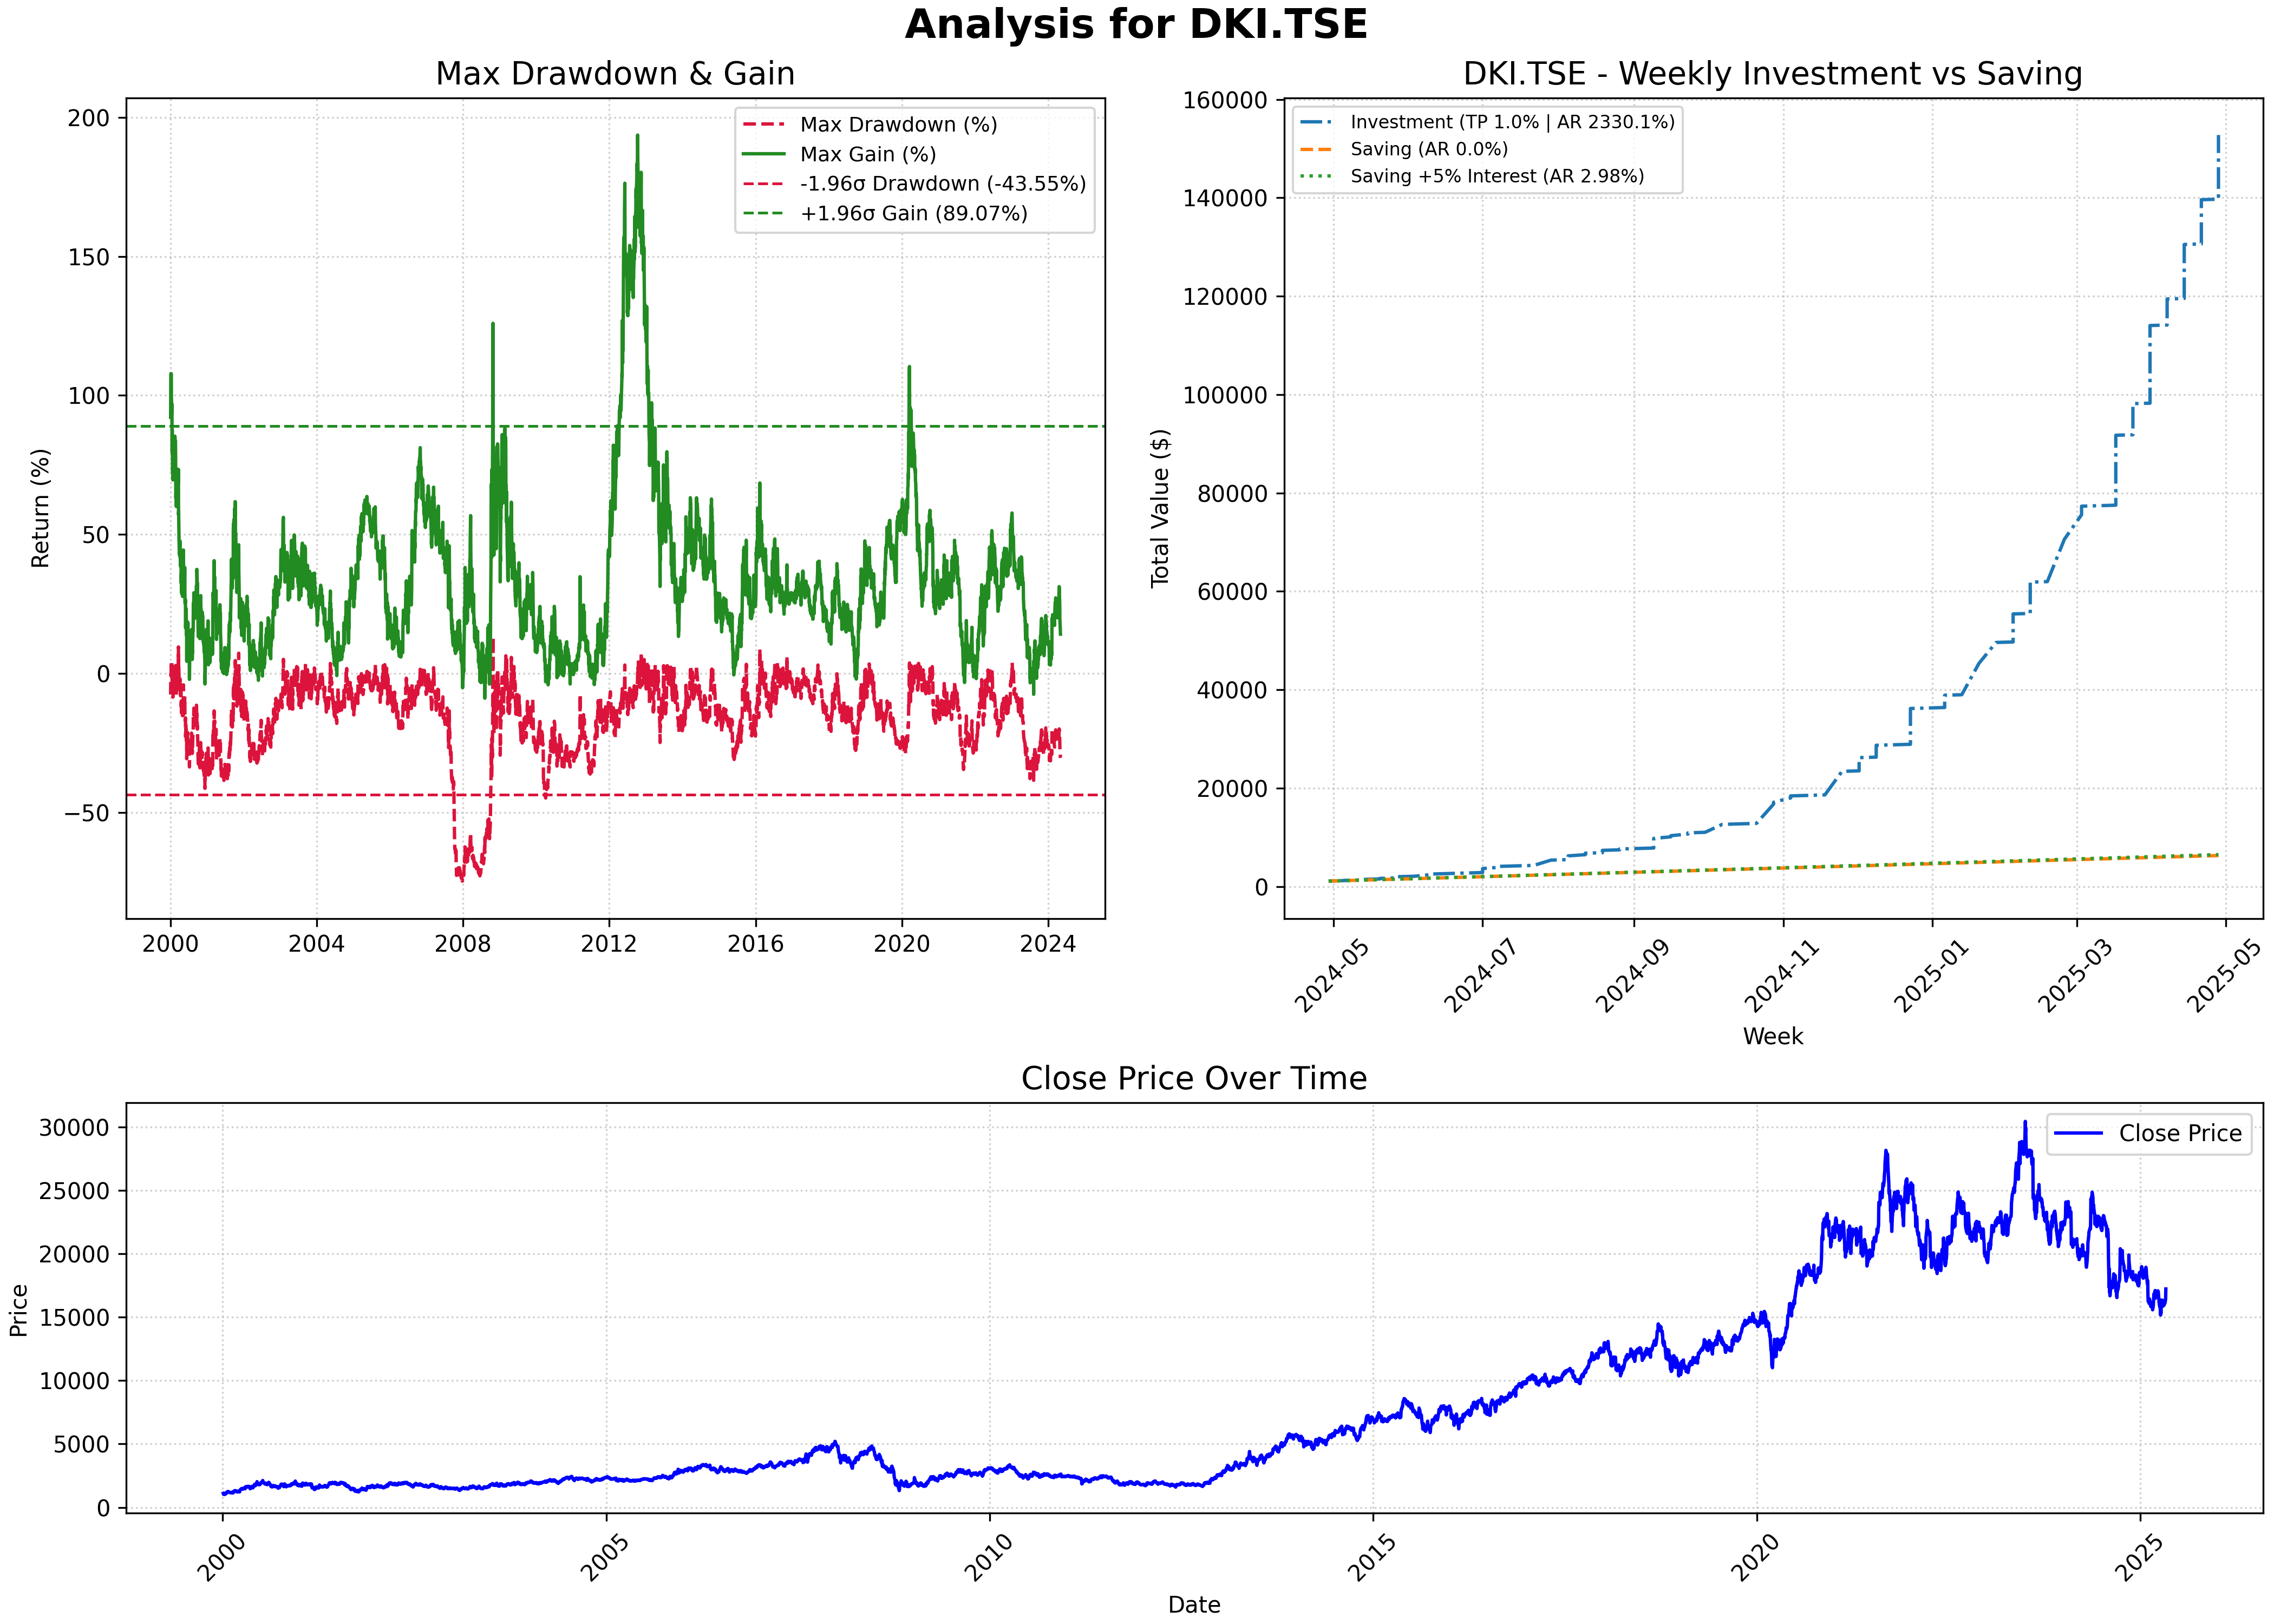 Analysis for DKI.TSE
Max Drawdown & Gain
Return (%)
200
150
100
50
0
−50
2000
2004
2008
2012
2016
2020
2024
Max Drawdown (%)
Max Gain (%)
-1.96σ Drawdown (-43.55%)
+1.96σ Gain (89.07%)
DKI.TSE - Weekly Investment vs Saving
Total Value ($)
160000
140000
120000
100000
80000
60000
40000
20000
0
Investment (TP 1.0% | AR 2330.1%)
Saving (AR 0.0%)
Saving +5% Interest (AR 2.98%)
2024-05
2024-07
2024-09
2024-11
2025-01
2025-03
2025-05
Week
Close Price Over Time
Price
30000
25000
20000
15000
10000
5000
0
Close Price
2000
2005
2010
2015
2020
2025
Date